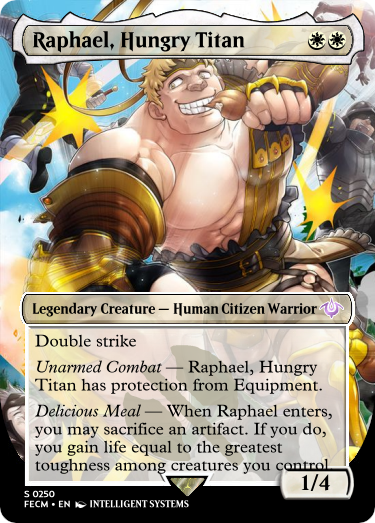 Raphael, Hungry Titan
Legendary Creature — Human Citizen Warrior
Double strike
Unarmed Combat — Raphael, Hungry
Titan has protection from Equipment.
Delicious Meal — When Raphael enters,
you may sacrifice an artifact. If you do,
you gain life equal to the greatest
toughness among creatures you control
1/4
S 0250
FECM • EN INTELLIGENT SYSTEMS